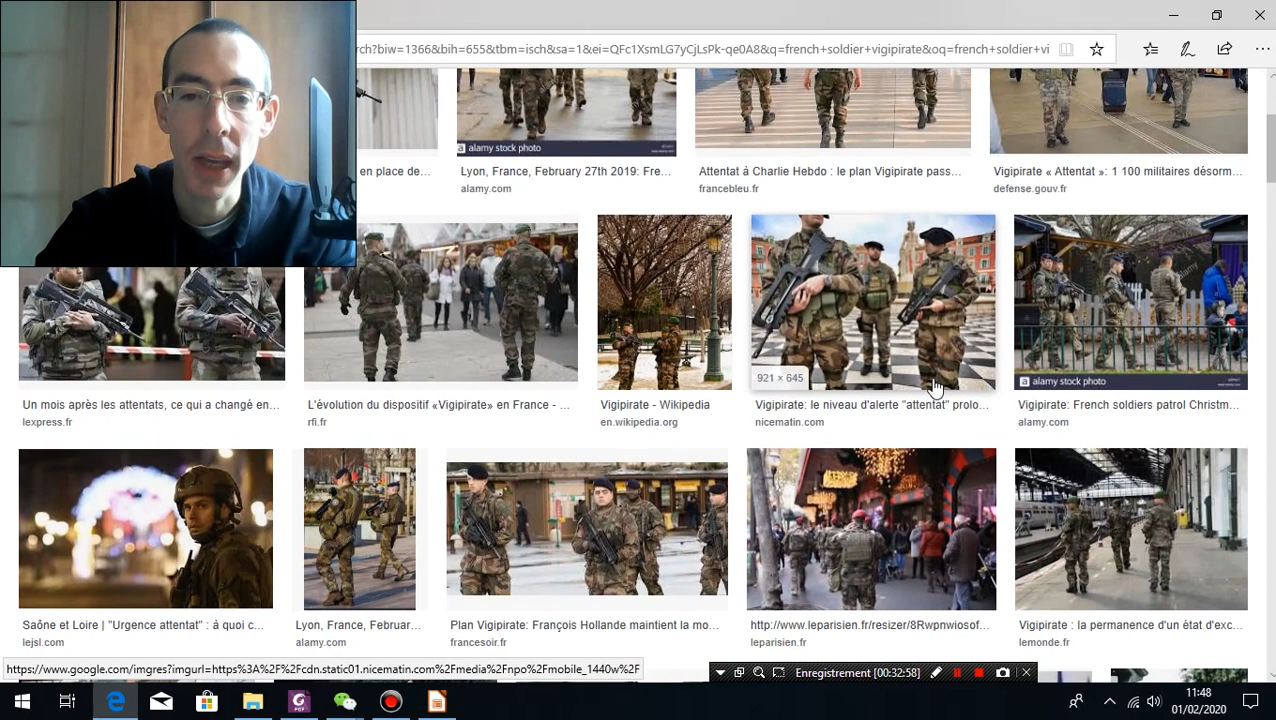 rch?biw=1366&bih=655&tbm=isch&sa=1&ei=QFc1XsmLG7yCjLsPk-qe0A8&q=french+soldier+vigipirate&oq=french+soldier+vi
alamy stock photo
en place de...
Lyon, France, February 27th 2019: Fre...
Attentat à Charlie Hebdo : le plan Vigipirate pass...
Vigipirate « Attentat »: 1 100 militaires désorm...
alamy.com
francebleu.fr
defense.gouv.fr
921 × 645
alamy stock photo
Un mois après les attentats, ce qui a changé en...
L'évolution du dispositif «Vigipirate» en France - ...
Vigipirate - Wikipedia
Vigipirate: le niveau d'alerte "attentat" prolo...
Vigipirate: French soldiers patrol Christm...
lexpress.fr
rfi.fr
en.wikipedia.org
nicematin.com
alamy.com
Saône et Loire | "Urgence attentat" : à quoi c...
Lyon, France, Februar...
Plan Vigipirate: François Hollande maintient la mo...
http://www.leparisien.fr/resizer/8Rwpnwiosof...
Vigipirate : la permanence d'un état d'exc...
lejsl.com
alamy.com
francesoir.fr
leparisien.fr
lemonde.fr
https://www.google.com/imgres?imgurl=https%3A%2F%2Fcdn.static01.nicematin.com%2Fmedia%2Fnpo%2Fmobile_1440w%2F
Enregistrement [00:32:58]
11:48
01/02/2020